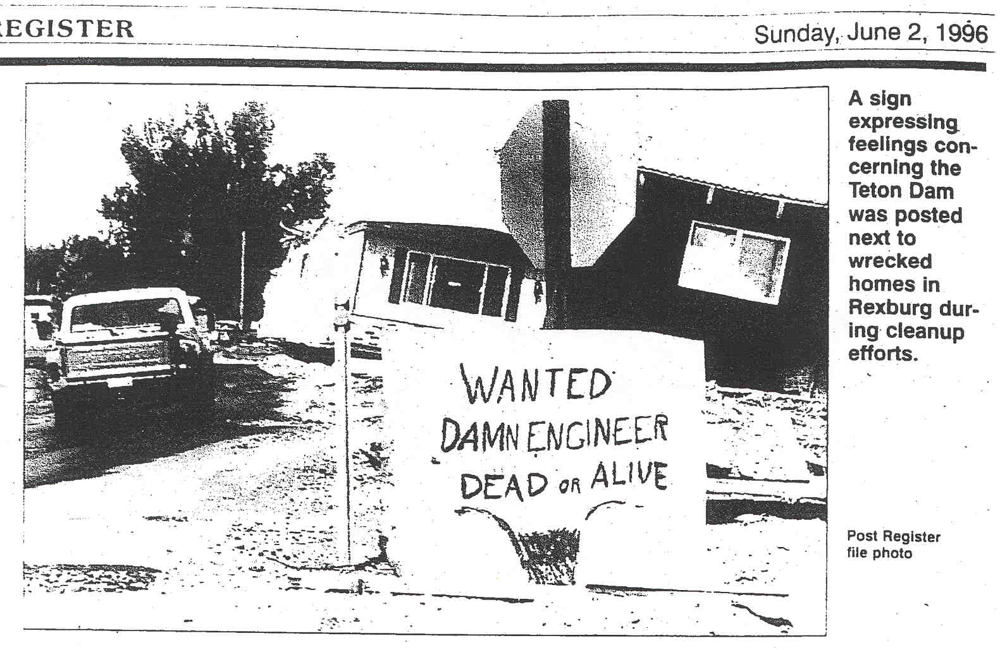 REGISTER
Sunday, June 2, 1996
A sign
expressing
feelings con-
cerning the
Teton Dam
was posted
next to
wrecked
homes in
Rexburg dur-
ing cleanup
efforts.
WANTED
DAMN ENGINEER
DEAD OR ALIVE
Post Register
file photo